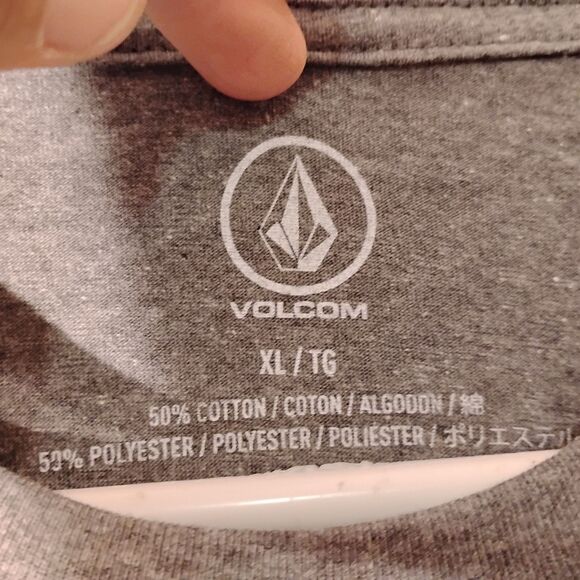 VOLCOM
XL / TG
50% COTTON / COTON / ALGODON / 綿
50% POLYESTER / POLYESTER / POLIESTER / ポリエステル